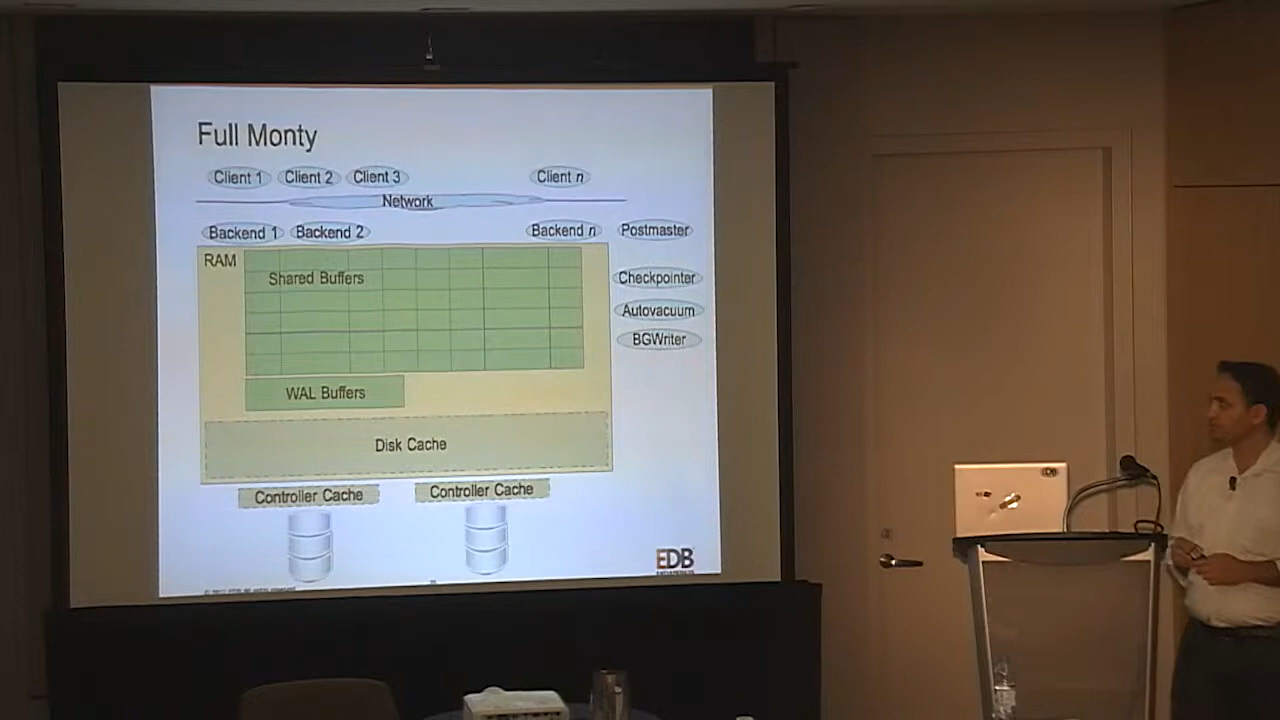 Full Monty
Client 1 Client 2 Client 3 Client n
Network
Backend 1 Backend 2 Backend n Postmaster
RAM
Shared Buffers
Checkpointer
Autovacuum
BGWriter
WAL Buffers
Disk Cache
Controller Cache Controller Cache
EDB
EDB